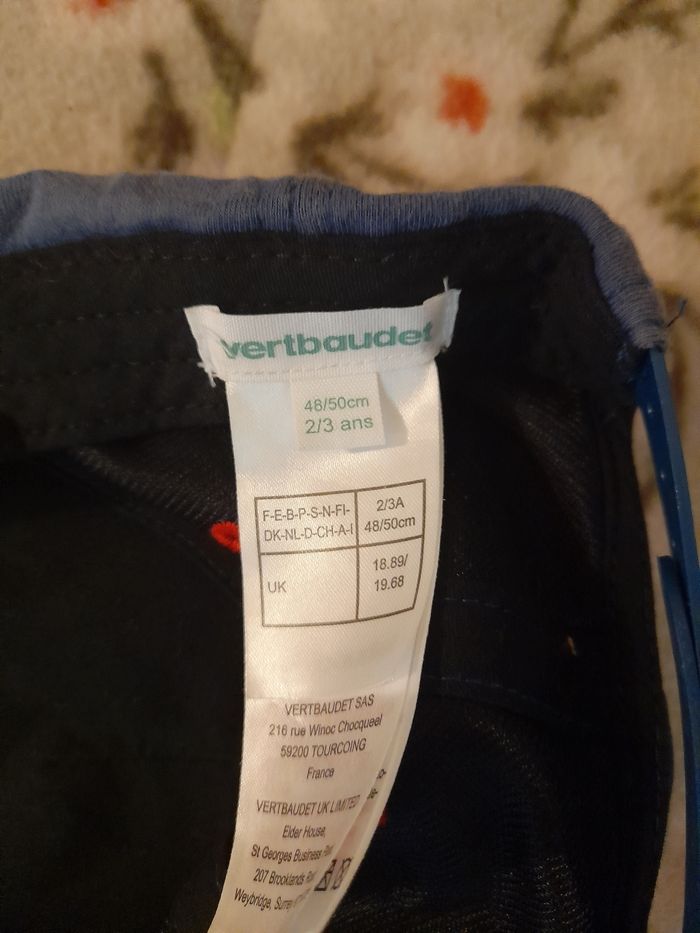 vertbaudet
48/50cm
2/3 ans
F-E-B-P-S-N-FI-
DK-NL-D-CH-A-I
2/3A
48/50cm
UK
18.89/
19.68
VERTBAUDET SAS
216 rue Winoc Chocqueel
59200 TOURCOING
France
VERTBAUDET UK LIMITED
Elder House,
St Georges Business
207 Brooklands
Weybridge,